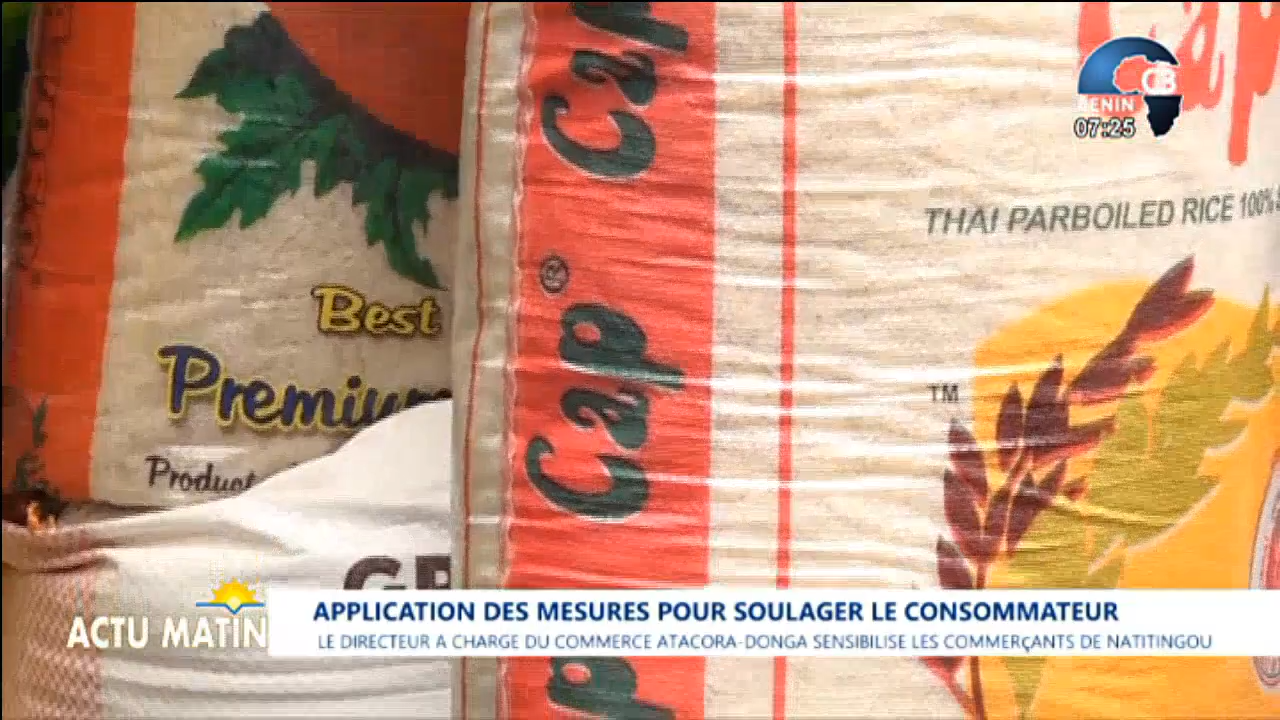 Cap
Cap
BENIN
07:25
THAI PARBOILED RICE 100%
®
Cap
Best
Premium
TM
Product
ACTU MATIN
APPLICATION DES MESURES POUR SOULAGER LE CONSOMMATEUR
LE DIRECTEUR A CHARGE DU COMMERCE ATACORA-DONGA SENSIBILISE LES COMMERÇANTS DE NATITINGOU